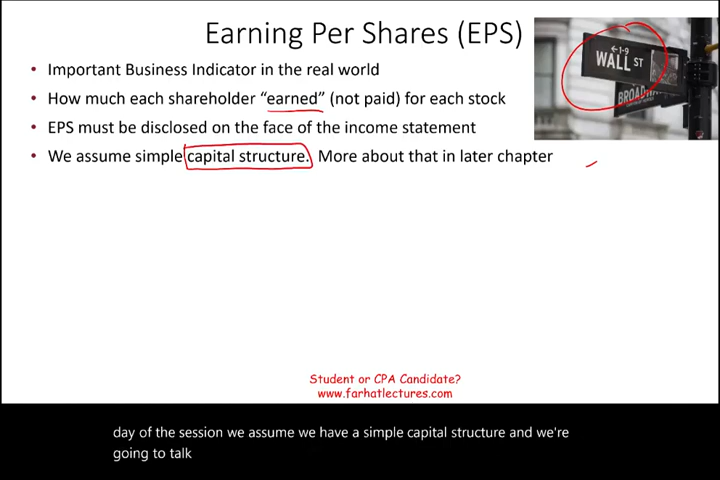 Earning Per Shares (EPS)
←1-9
WALL ST
BROAD
• Important Business Indicator in the real world
• How much each shareholder “earned” (not paid) for each stock
• EPS must be disclosed on the face of the income statement
• We assume simple capital structure. More about that in later chapter
Student or CPA Candidate?
www.farhatlectures.com
day of the session we assume we have a simple capital structure and we're
going to talk